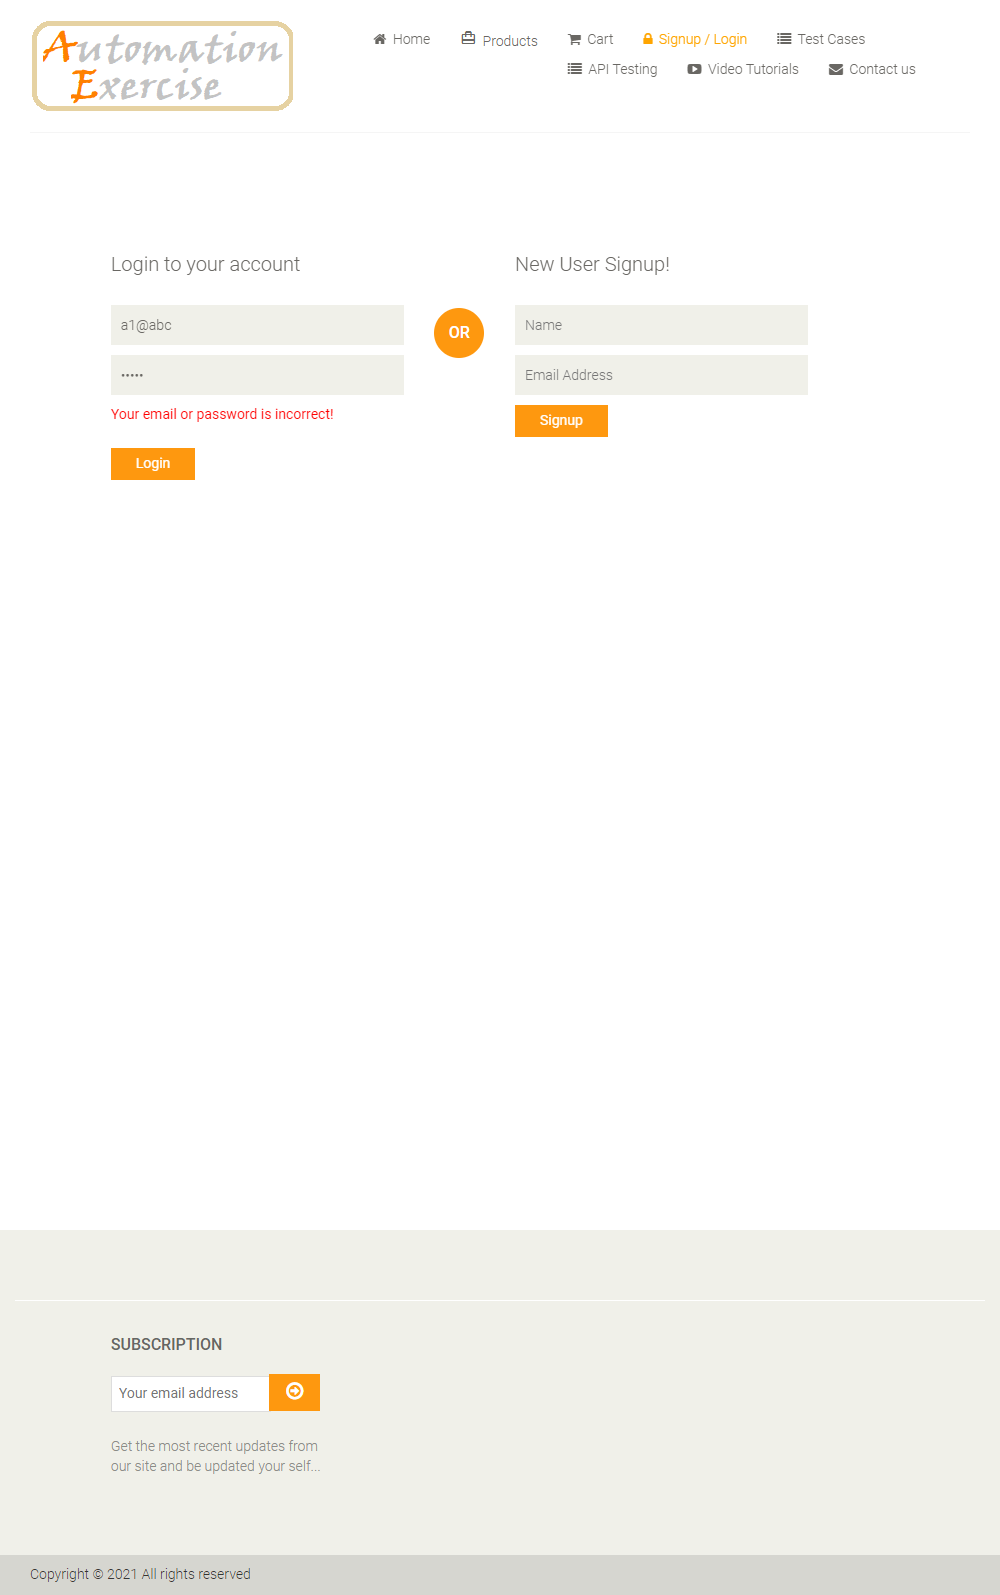 Automation
Exercise
Home Products Cart Signup / Login Test Cases
API Testing Video Tutorials Contact us
Login to your account
a1@abc
•••••
Your email or password is incorrect!
Login
OR
New User Signup!
Name
Email Address
Signup
SUBSCRIPTION
Your email address
Get the most recent updates from
our site and be updated your self...
Copyright © 2021 All rights reserved